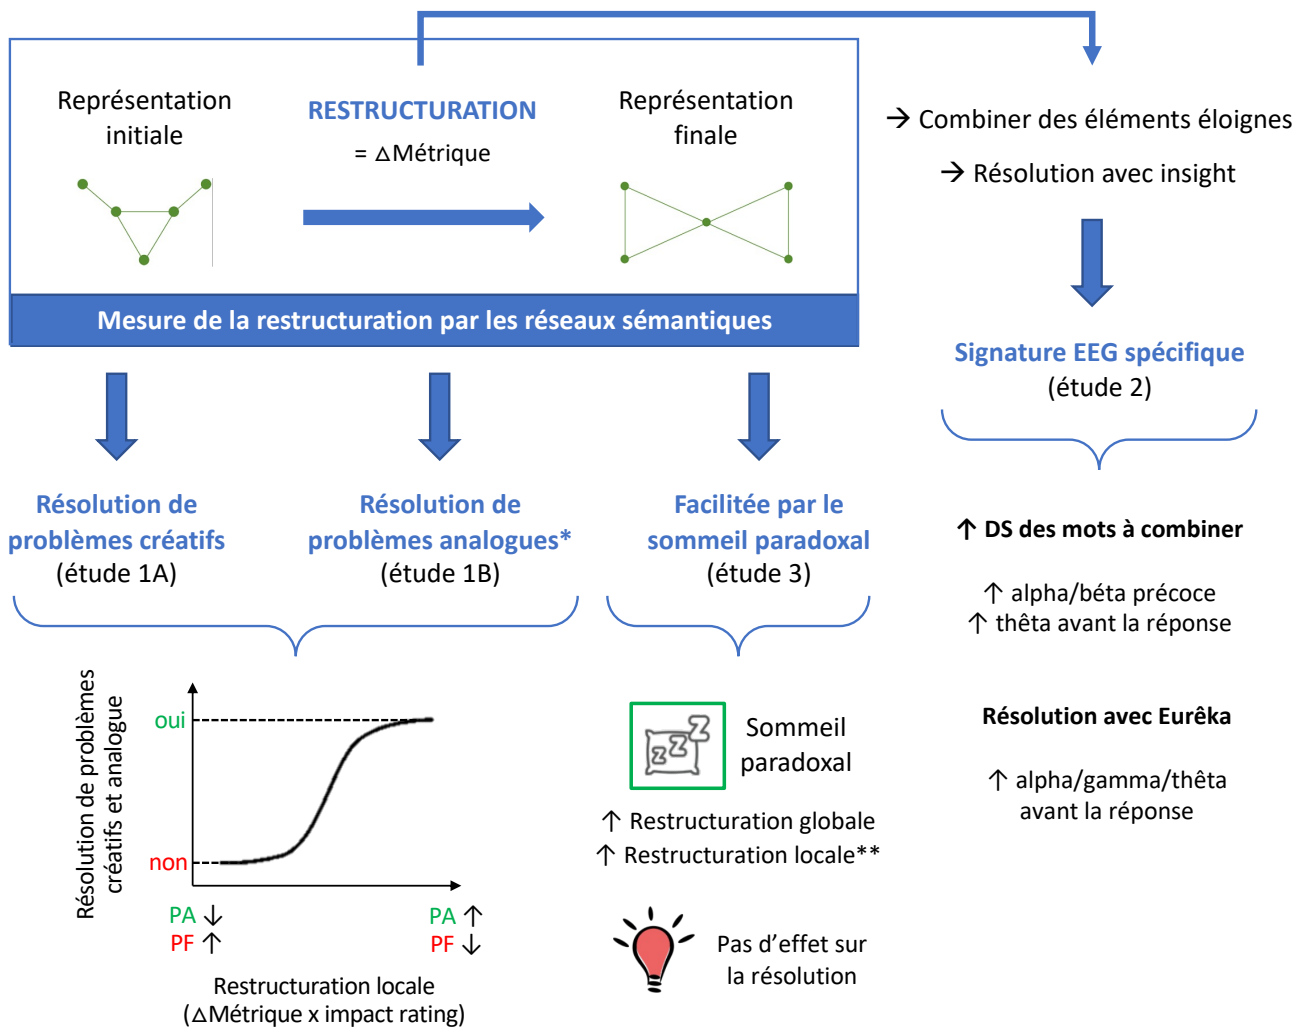 Représentation
initiale
RESTRUCTURATION
= △Métrique
Représentation
finale
Mesure de la restructuration par les réseaux sémantiques
→ Combiner des éléments éloignes
→ Résolution avec insight
Signature EEG spécifique
(étude 2)
↑ DS des mots à combiner
↑ alpha/béta précoce
↑ thêta avant la réponse
Résolution avec Eurêka
↑ alpha/gamma/thêta
avant la réponse
Résolution de
problèmes créatifs
(étude 1A)
Résolution de
problèmes analogues*
(étude 1B)
Facilitée par le
sommeil paradoxal
(étude 3)
Résolution de problèmes
créatifs et analogue
oui
non
PA ↓
PF ↑
PA ↑
PF ↓
Restructuration locale
(△Métrique x impact rating)
z z Z
Sommeil
paradoxal
↑ Restructuration globale
↑ Restructuration locale**
Pas d’effet sur
la résolution